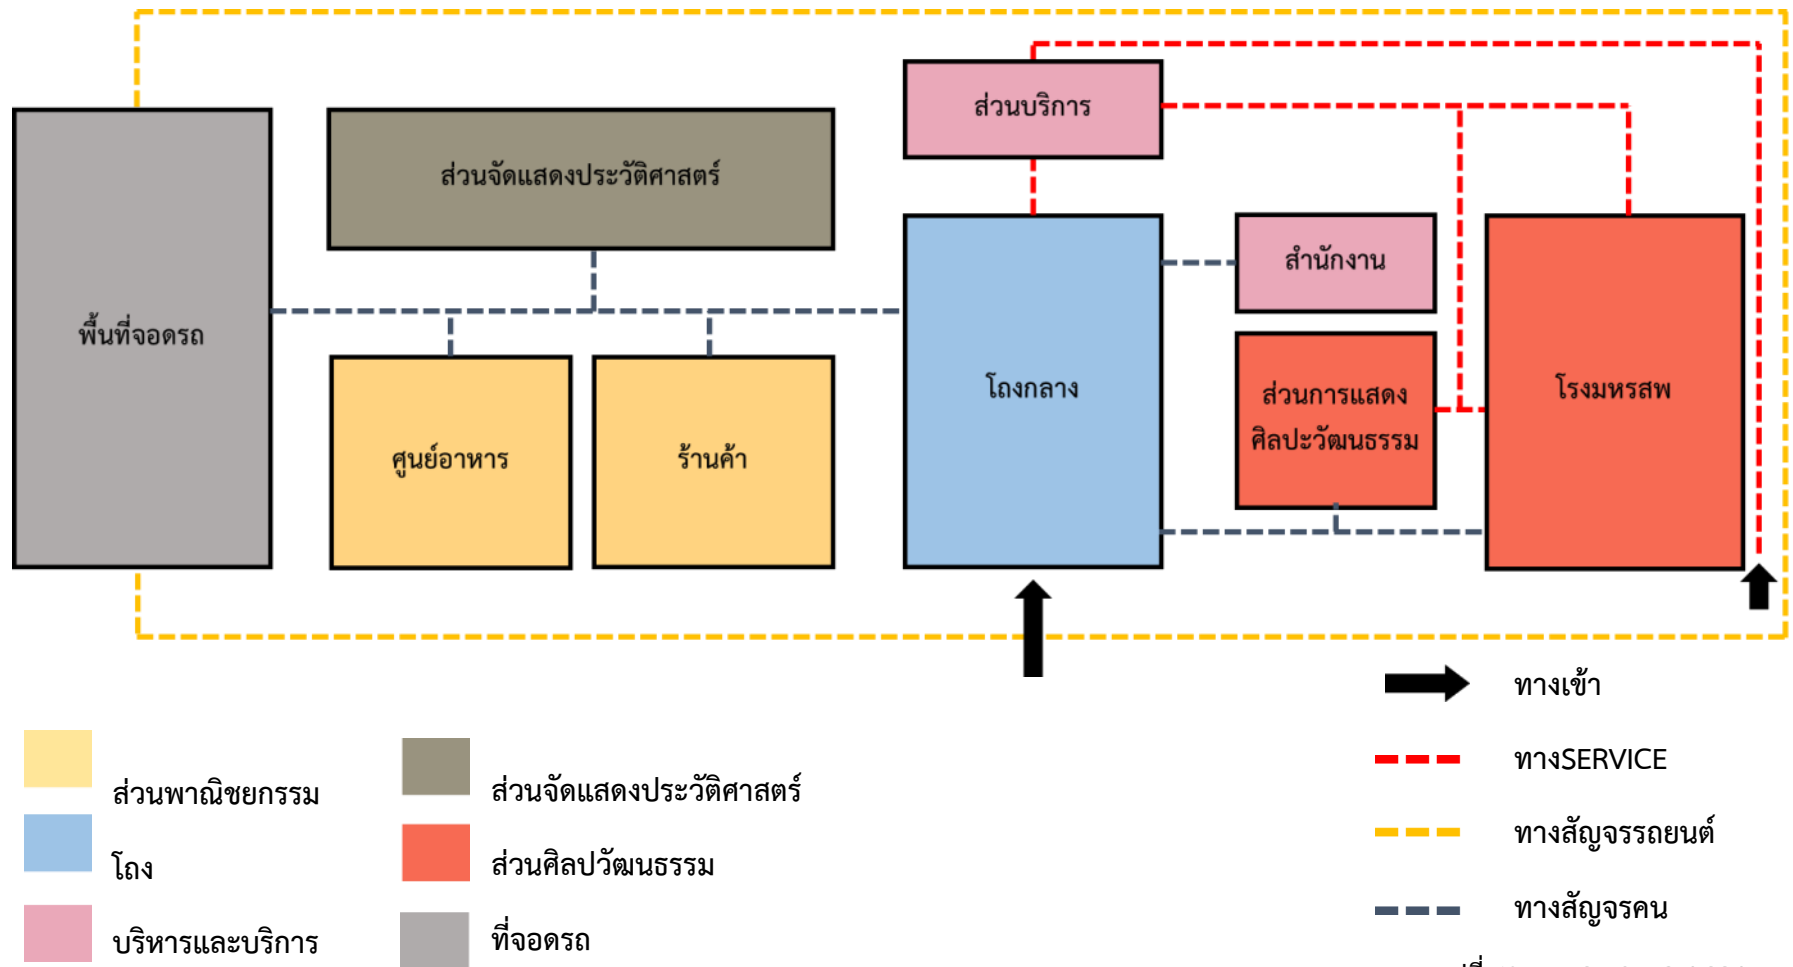 ส่วนบริการ
ส่วนจัดแสดงประวัติศาสตร์
สำนักงาน
พื้นที่จอดรถ
โถงกลาง
โรงมหรสพ
ส่วนการแสดง
ศิลปะวัฒนธรรม
ศูนย์อาหาร
ร้านค้า
ทางเข้า
ทางSERVICE
ทางสัญจรรถยนต์
ทางสัญจรคน
ส่วนพาณิชยกรรม
โถง
บริหารและบริการ
ส่วนจัดแสดงประวัติศาสตร์
ส่วนศิลปวัฒนธรรม
ที่จอดรถ